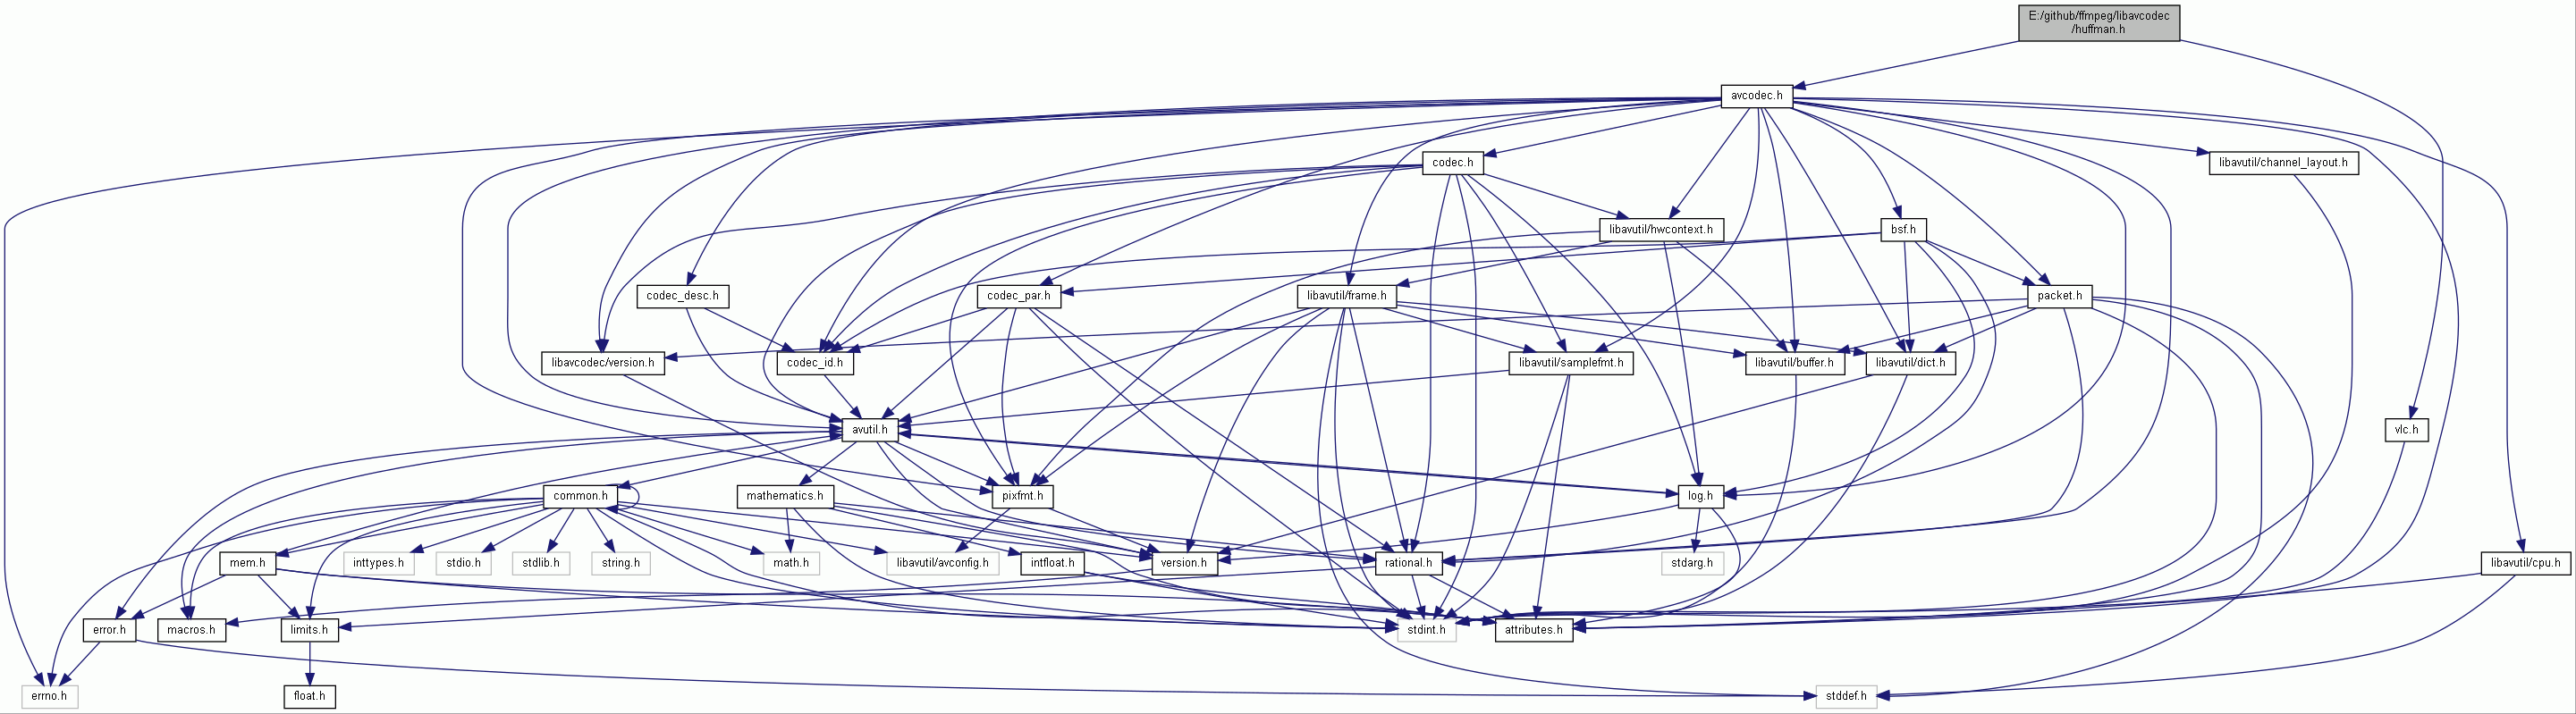 E:/github/ffmpeg/libavcodec
/huffman.h
avcodec.h
codec.h
libavutil/channel_layout.h
libavutil/hwcontext.h
bsf.h
codec_desc.h
codec_par.h
libavutil/frame.h
packet.h
libavcodec/version.h
codec_id.h
libavutil/samplefmt.h
libavutil/buffer.h
libavutil/dict.h
avutil.h
vlc.h
common.h
mathematics.h
pixfmt.h
log.h
mem.h
inttypes.h
stdio.h
stdlib.h
string.h
math.h
libavutil/avconfig.h
intfloat.h
version.h
rational.h
stdarg.h
libavutil/cpu.h
error.h
macros.h
limits.h
stdint.h
attributes.h
errno.h
float.h
stddef.h